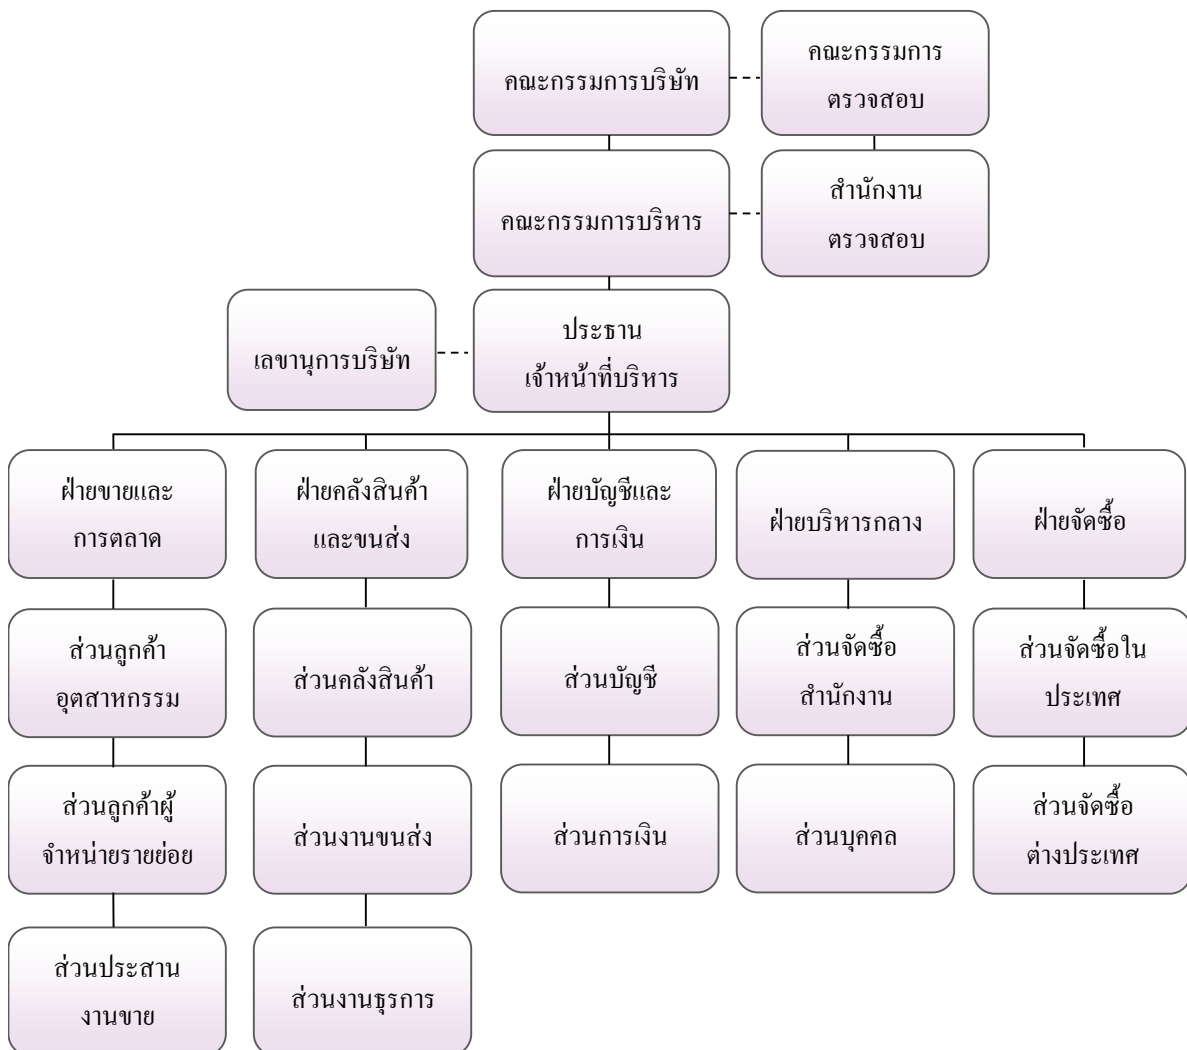 คณะกรรมการบริษัท
คณะกรรมการ
ตรวจสอบ
คณะกรรมการบริหาร
สำนักงาน
ตรวจสอบ
เลขานุการบริษัท
ประธาน
เจ้าหน้าที่บริหาร
ฝ่ายขายและ
การตลาด
ฝ่ายคลังสินค้า
และขนส่ง
ฝ่ายบัญชีและ
การเงิน
ฝ่ายบริหารกลาง
ฝ่ายจัดซื้อ
ส่วนลูกค้า
อุตสาหกรรม
ส่วนคลังสินค้า
ส่วนบัญชี
ส่วนจัดซื้อ
สำนักงาน
ส่วนจัดซื้อใน
ประเทศ
ส่วนลูกค้าผู้
จำหน่ายรายย่อย
ส่วนงานขนส่ง
ส่วนการเงิน
ส่วนบุคคล
ส่วนจัดซื้อ
ต่างประเทศ
ส่วนประสาน
งานขาย
ส่วนงานธุรการ